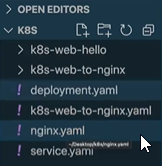 OPEN EDITORS
K8S
k8s-web-hello
k8s-web-to-nginx
! deployment.yaml
! k8s-web-to-nginx.yaml
! nginx.yaml
~/Desktop/k8s/nginx.yaml
! service.yaml